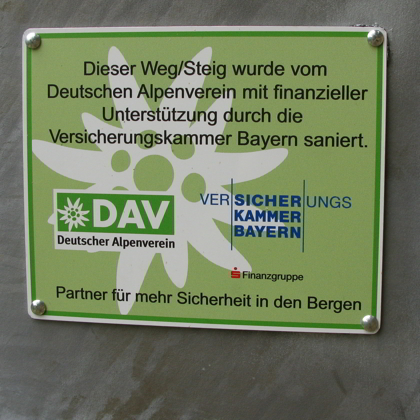 Dieser Weg/Steig wurde vom
Deutschen Alpenverein mit finanzieller
Unterstützung durch die
Versicherungskammer Bayern saniert.
DAV
Deutscher Alpenverein
VERSICHERUNGS
KAMMER
BAYERN
Finanzgruppe
Partner für mehr Sicherheit in den Bergen